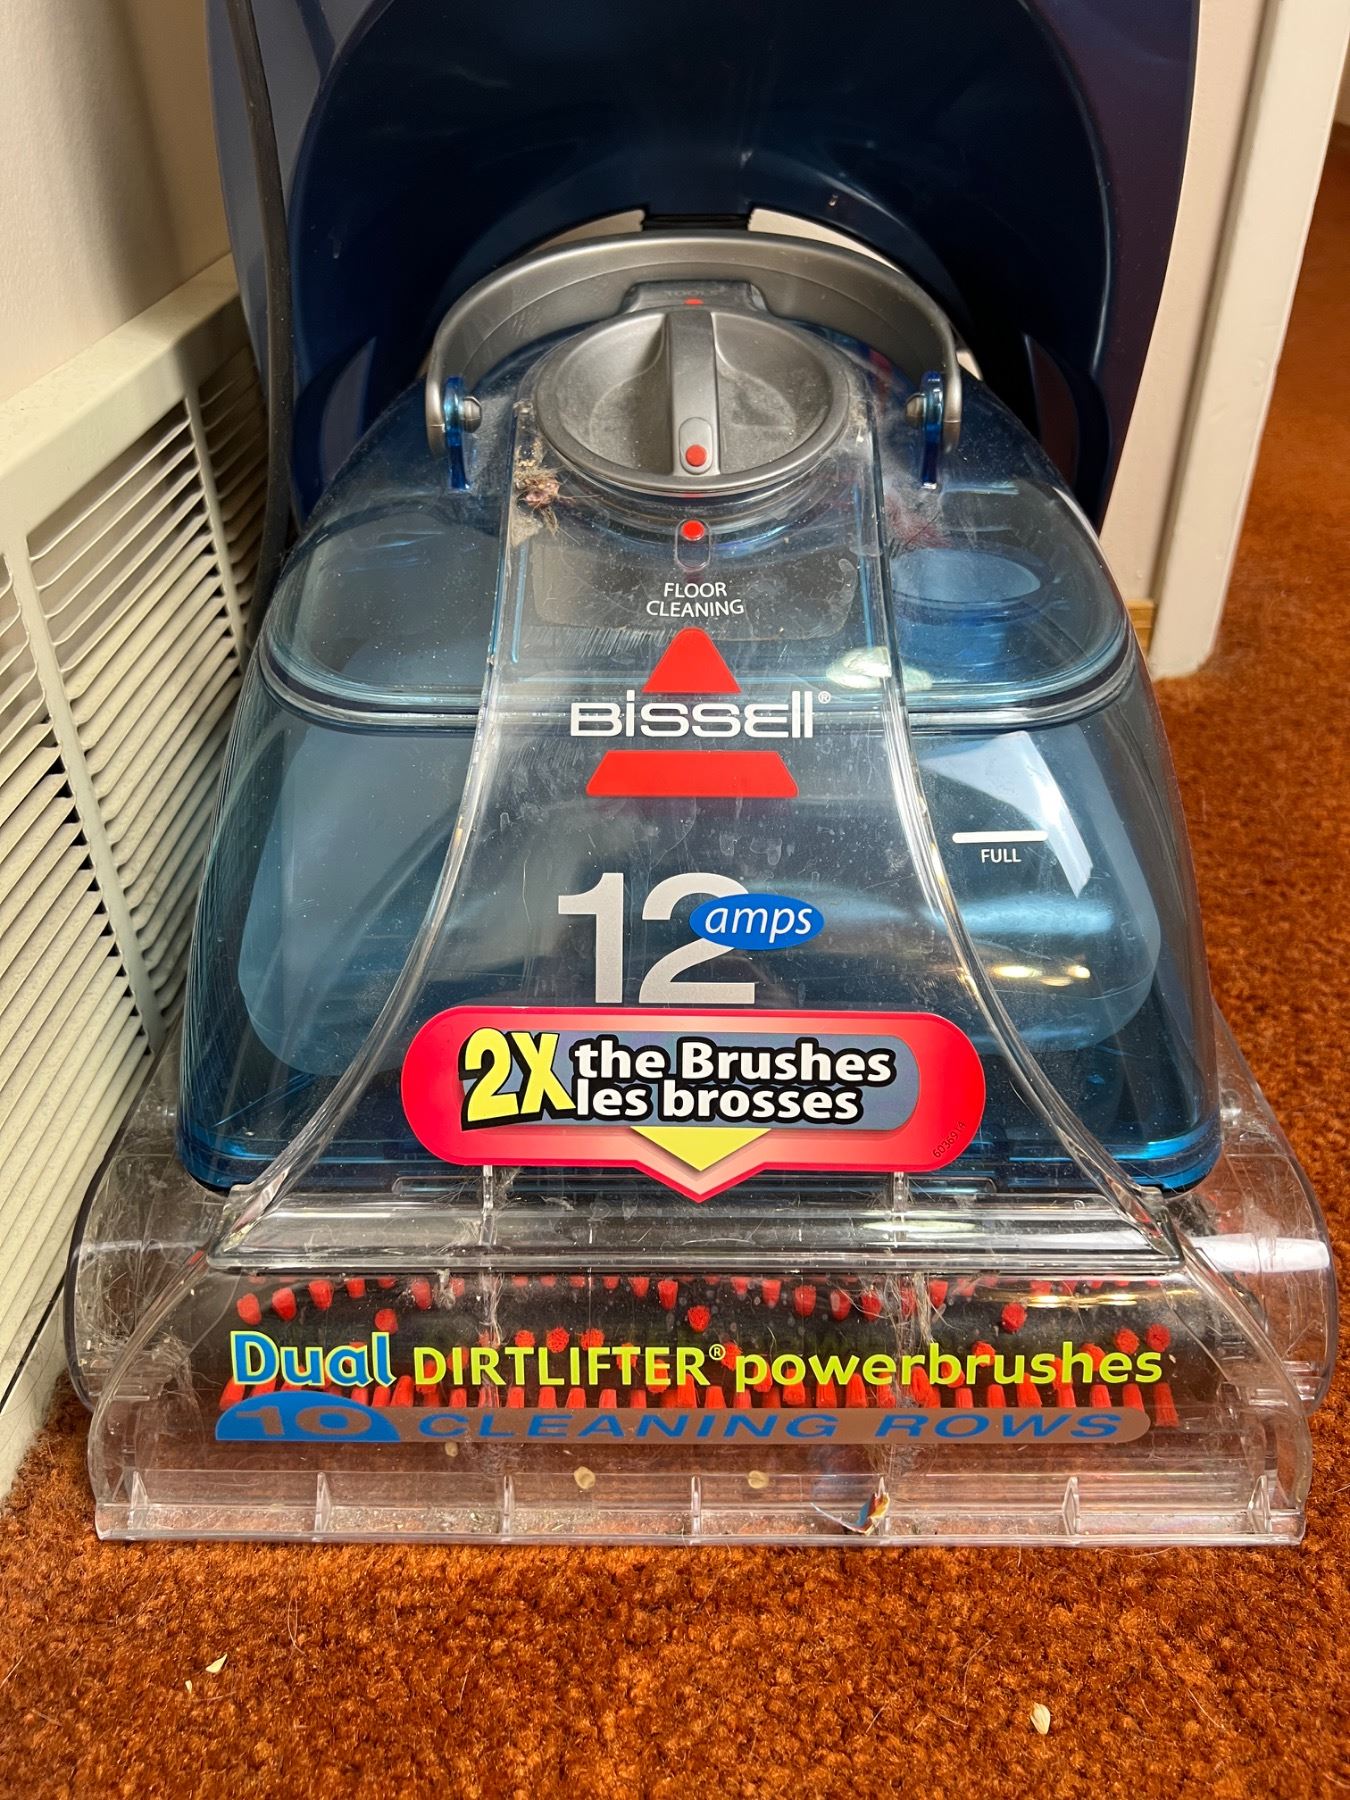 FLOOR
CLEANING
BISSELL®
FULL
12 amps
2X the Brushes
les brosses
Dual DIRTLIFTER® powerbrushes
10 CLEANING ROWS